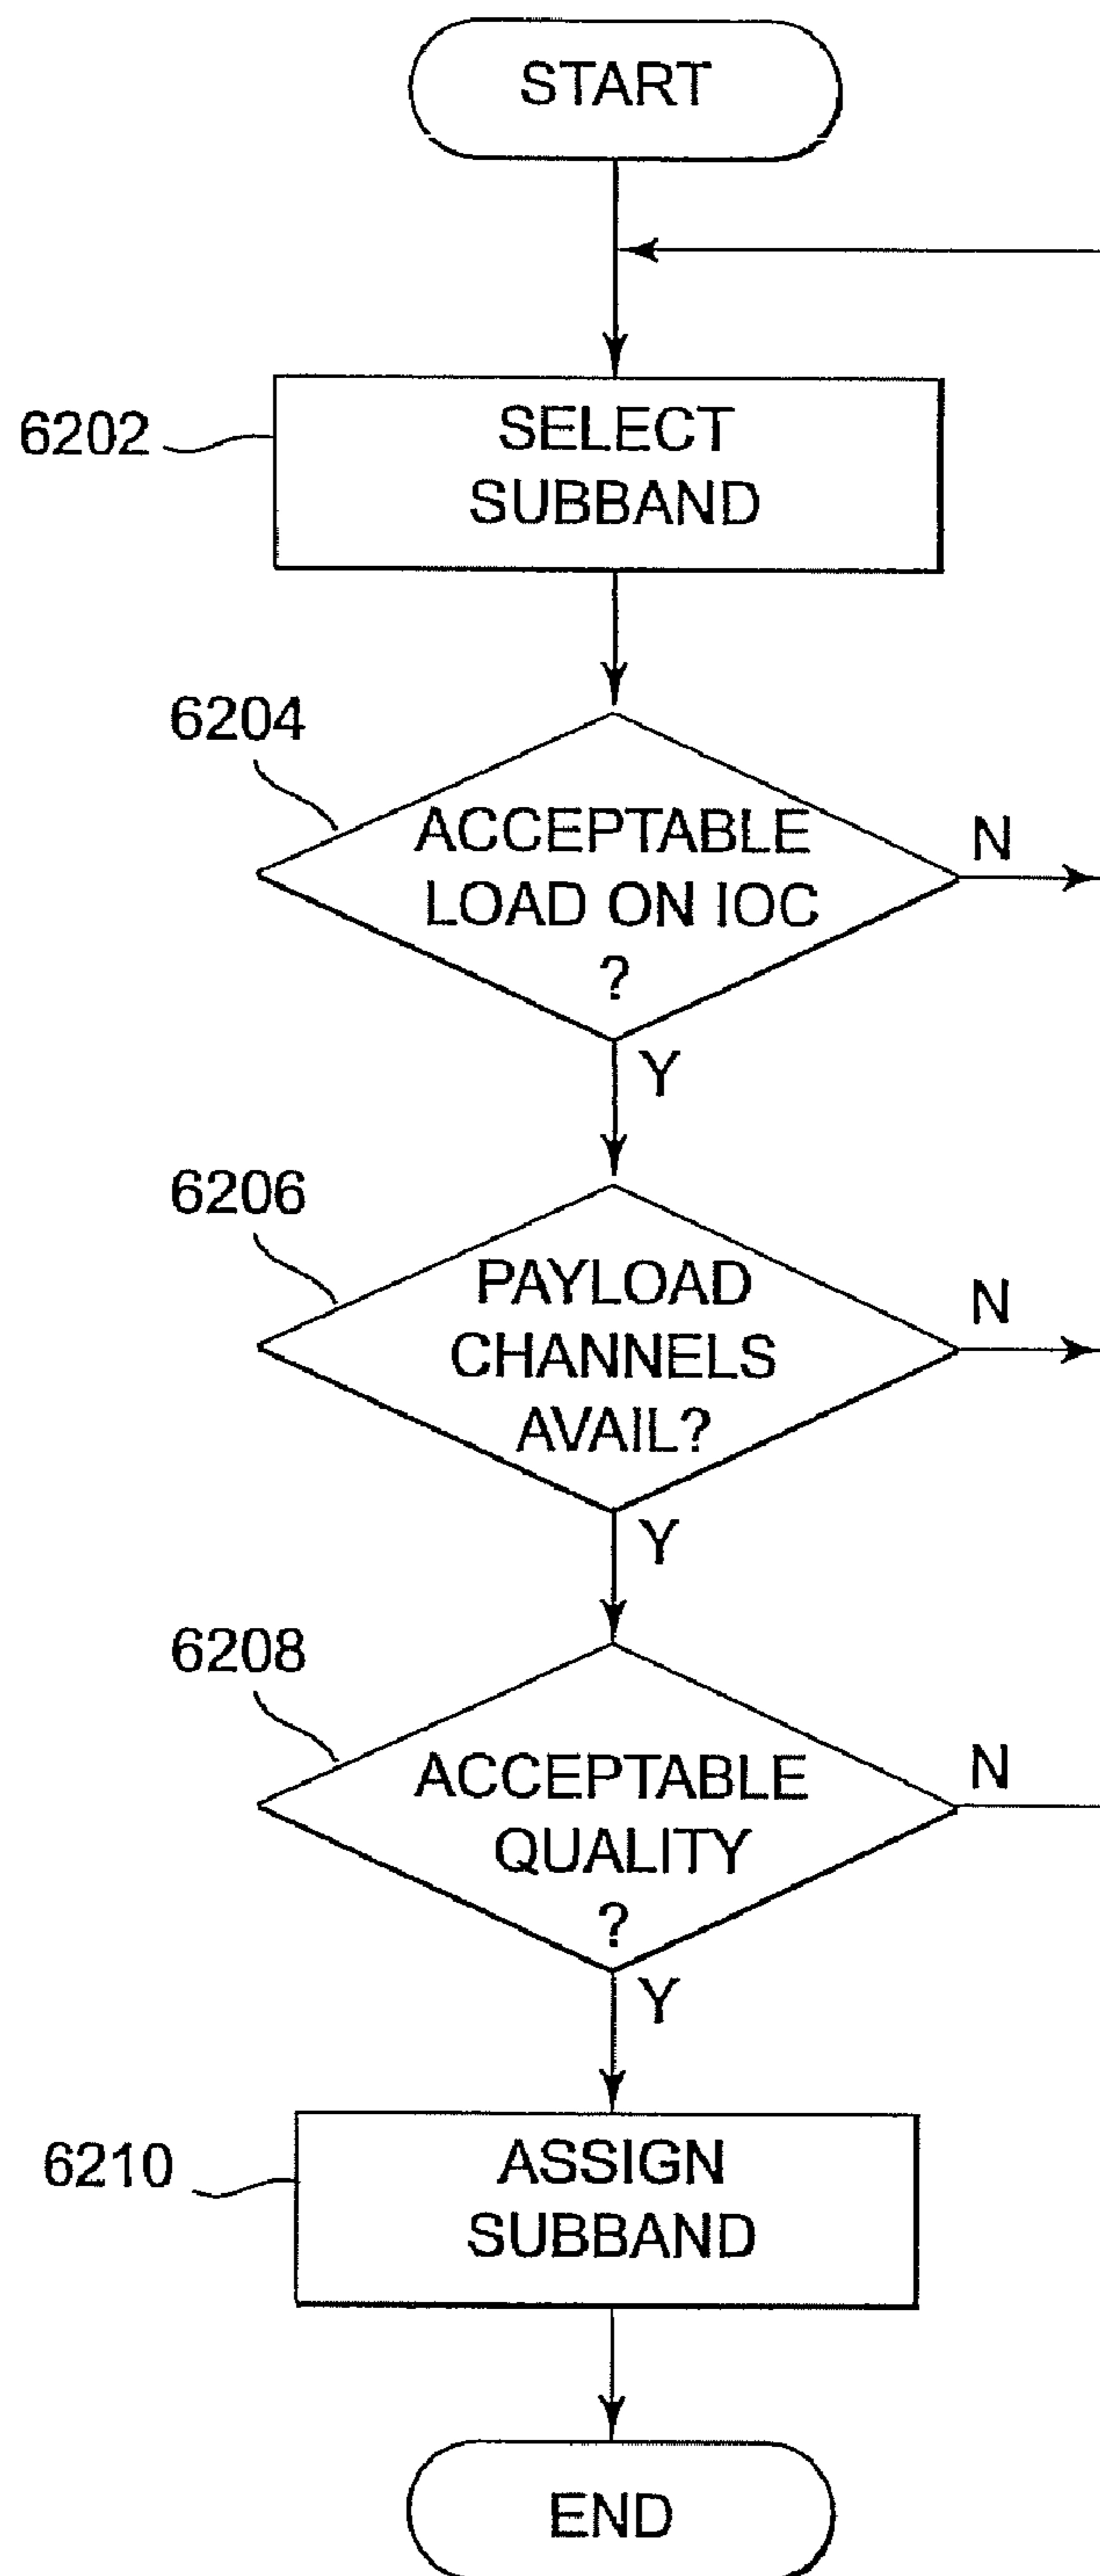 START
6202
SELECT
SUBBAND
6204
ACCEPTABLE
LOAD ON IOC
?
N
Y
6206
PAYLOAD
CHANNELS
AVAIL?
N
Y
6208
ACCEPTABLE
QUALITY
?
N
Y
6210
ASSIGN
SUBBAND
END